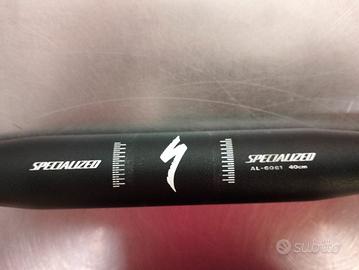 SPECIALIZED
SPECIALIZED
AL-6061 40cm
subito